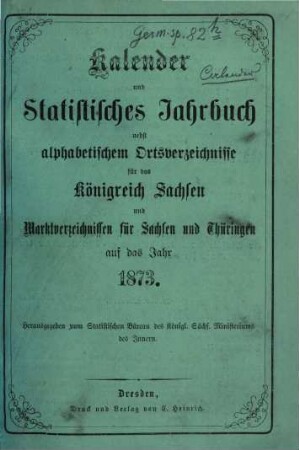 Germ. sp. 82 h
Calender
Kalender
und
Statistisches Jahrbuch
nebst
alphabetischem Ortsverzeichnisse
für das
Königreich Sachsen
und
Marktverzeichnissen für Sachsen und Thüringen
auf das Jahr
1873.
Herausgegeben vom Statistischen Büreau des Königl. Sächs. Ministeriums
des Innern.
Dresden,
Druck und Verlag von C. Heinrich.